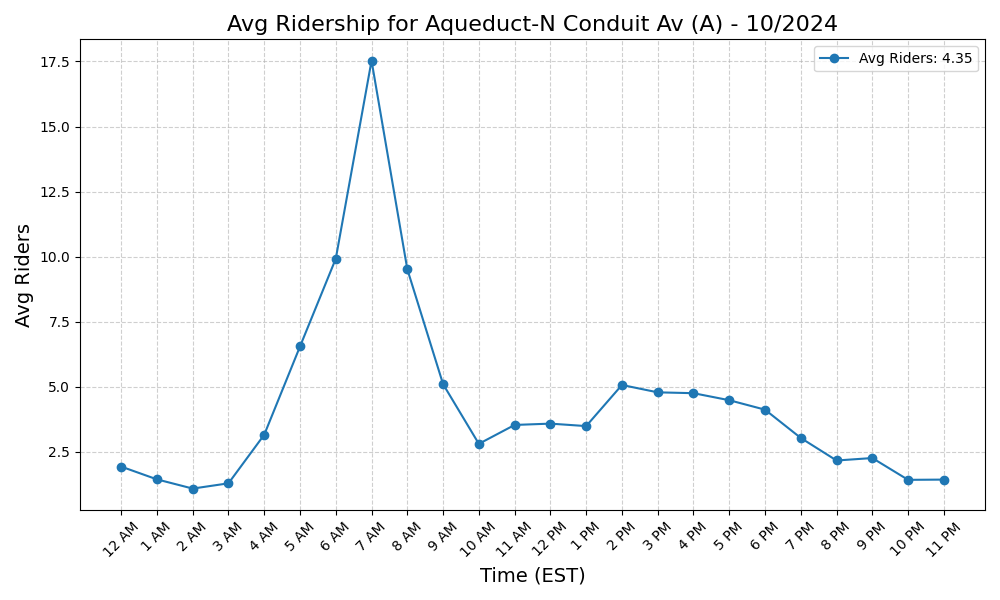 Avg Ridership for Aqueduct-N Conduit Av (A) - 10/2024
Avg Riders: 4.35
Avg Riders
17.5
15.0
12.5
10.0
7.5
5.0
2.5
12 AM
1 AM
2 AM
3 AM
4 AM
5 AM
6 AM
7 AM
8 AM
9 AM
10 AM
11 AM
12 PM
1 PM
2 PM
3 PM
4 PM
5 PM
6 PM
7 PM
8 PM
9 PM
10 PM
11 PM
Time (EST)